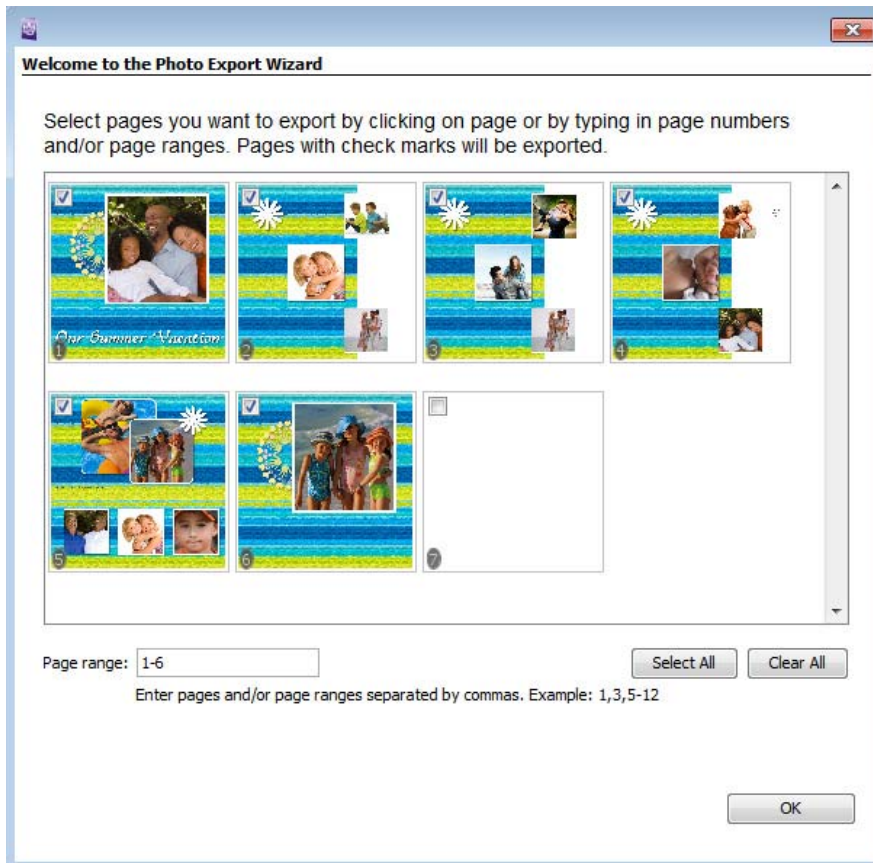 Welcome to the Photo Export Wizard
Select pages you want to export by clicking on page or by typing in page numbers
and/or page ranges. Pages with check marks will be exported.
Our Summer Vacation
1
2
3
4
5
6
7
Page range: 1-6
Select All
Clear All
Enter pages and/or page ranges separated by commas. Example: 1,3,5-12
OK